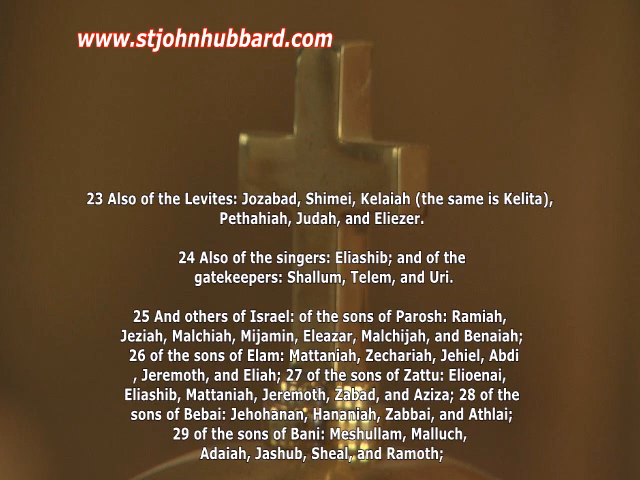 www.stjohnhubbard.com
23 Also of the Levites: Jozabad, Shimei, Kelaiah (the same is Kelita),
Pethahiah, Judah, and Eliezer.
24 Also of the singers: Eliashib; and of the
gatekeepers: Shallum, Telem, and Uri.
25 And others of Israel: of the sons of Parosh: Ramiah,
Jeziah, Malchiah, Mijamin, Eleazar, Malchijah, and Benaiah;
26 of the sons of Elam: Mattaniah, Zechariah, Jehiel, Abdi
, Jeremoth, and Eliah; 27 of the sons of Zattu: Elioenai,
Eliashib, Mattaniah, Jeremoth, Zabad, and Aziza; 28 of the
sons of Bebai: Jehohanan, Hananiah, Zabbai, and Athlai;
29 of the sons of Bani: Meshullam, Malluch,
Adaiah, Jashub, Sheal, and Ramoth;